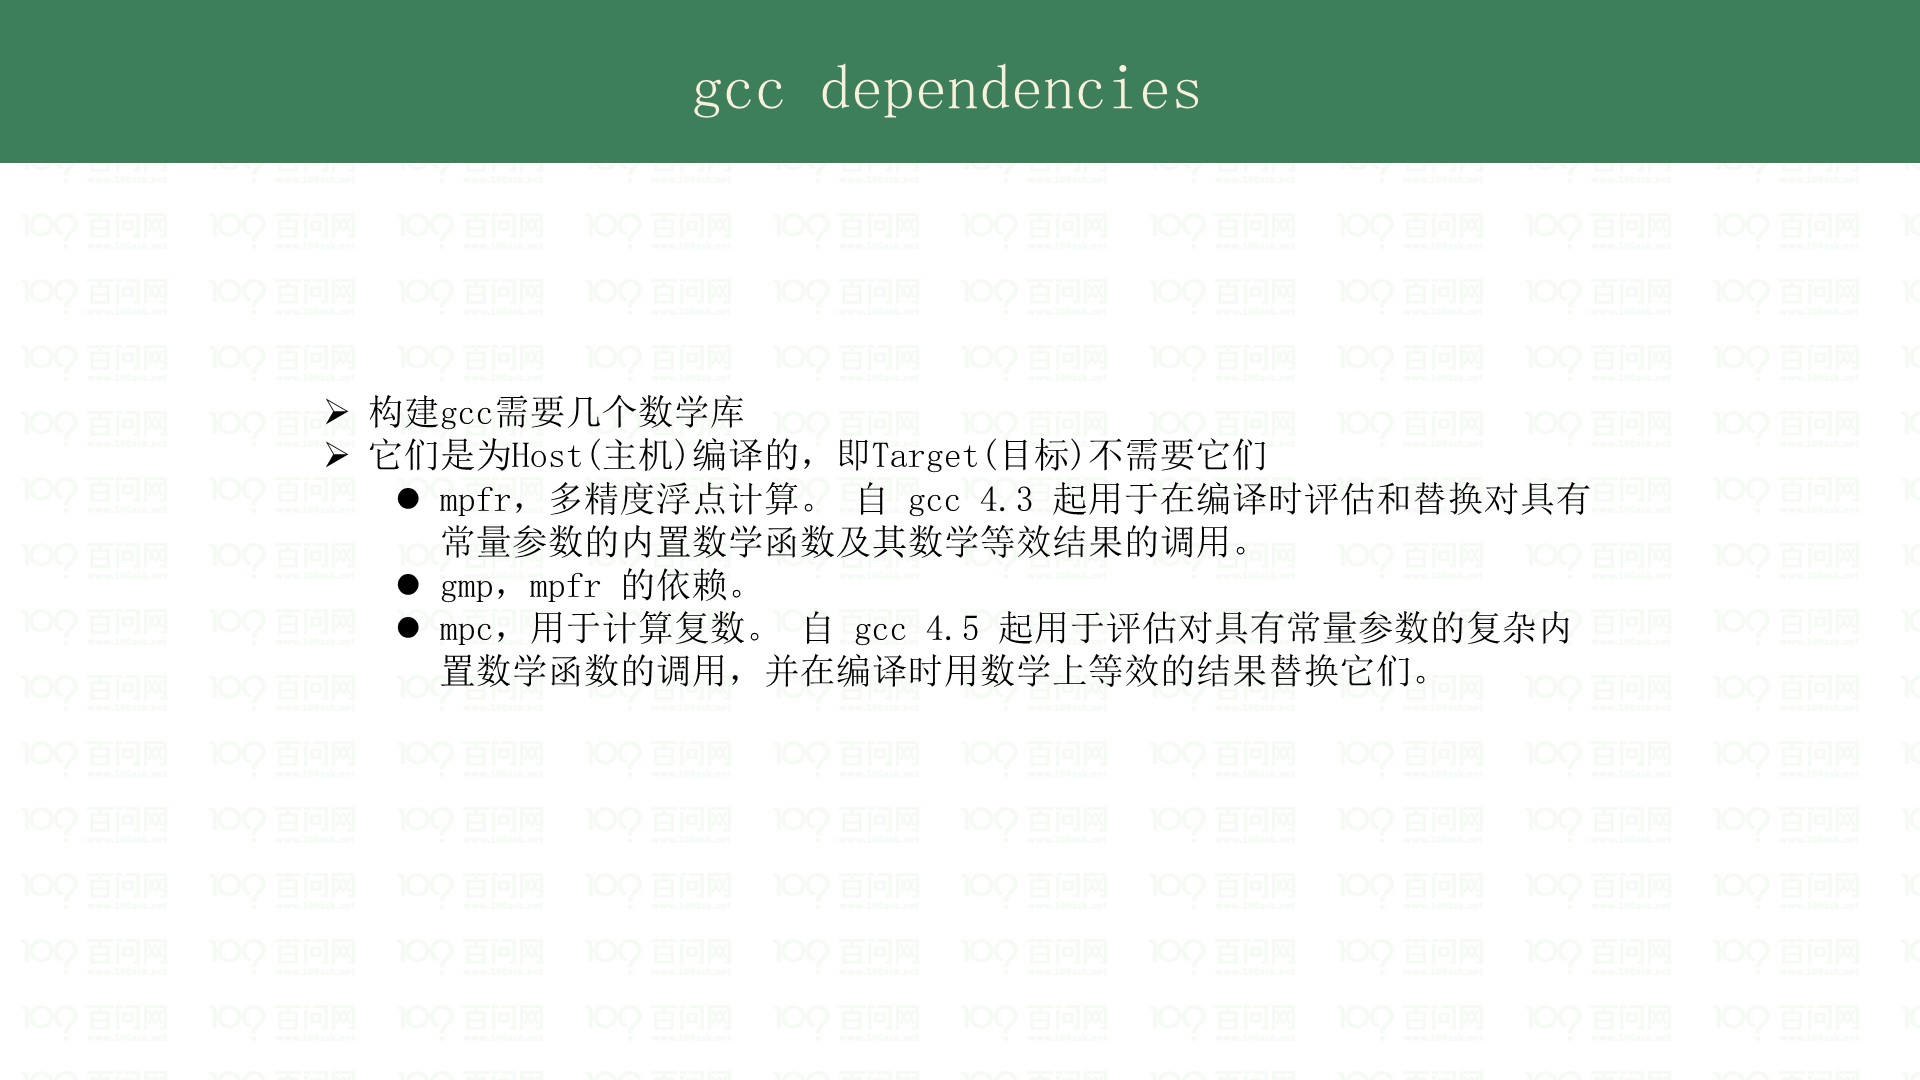 gcc dependencies
构建gcc需要几个数学库
它们是为Host(主机)编译的，即Target(目标)不需要它们
mpfr，多精度浮点计算。 自 gcc 4.3 起用于在编译时评估和替换对具有
常量参数的内置数学函数及其数学等效结果的调用。
gmp，mpfr 的依赖。
mpc，用于计算复数。 自 gcc 4.5 起用于评估对具有常量参数的复杂内
置数学函数的调用，并在编译时用数学上等效的结果替换它们。